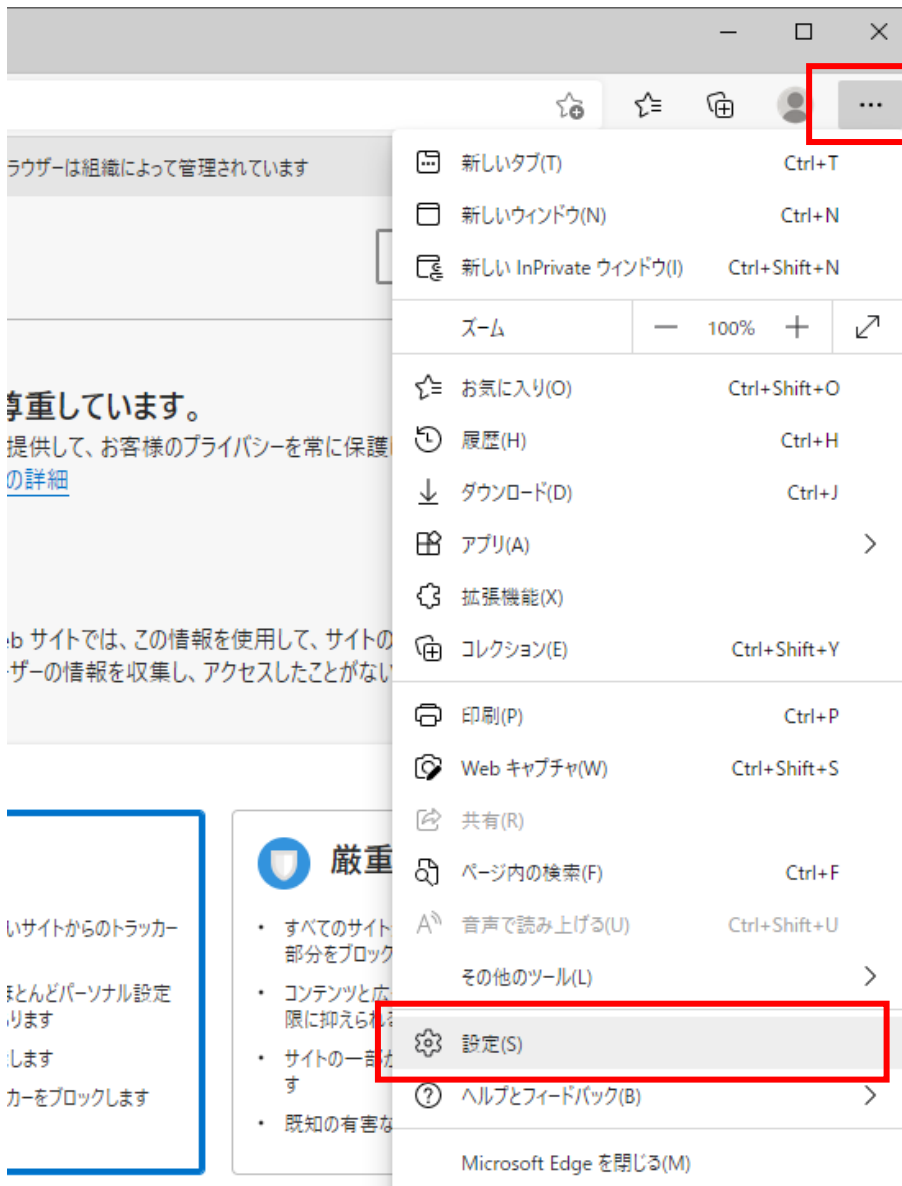 ラウザーは組織によって管理されています
尊重しています。
提供して、お客様のプライバシーを常に保護
の詳細
サイトでは、この情報を使用して、サイトの
ーザーの情報を収集し、アクセスしたことがない
いサイトからのトラッカー
ほとんどパーソナル設定
ります
します
カーをブロックします
厳重
• すべてのサイト
部分をブロック
• コンテンツと広
限に抑えられる
• サイトの一部が
す
• 既知の有害な
新しいタブ(T) Ctrl+T
新しいウィンドウ(N) Ctrl+N
新しい InPrivate ウィンドウ(I) Ctrl+Shift+N
ズーム — 100% +
お気に入り(O) Ctrl+Shift+O
履歴(H) Ctrl+H
ダウンロード(D) Ctrl+J
アプリ(A)
拡張機能(X)
コレクション(E) Ctrl+Shift+Y
印刷(P) Ctrl+P
Web キャプチャ(W) Ctrl+Shift+S
共有(R)
ページ内の検索(F) Ctrl+F
音声で読み上げる(U) Ctrl+Shift+U
その他のツール(L)
設定(S)
ヘルプとフィードバック(B)
Microsoft Edge を閉じる(M)